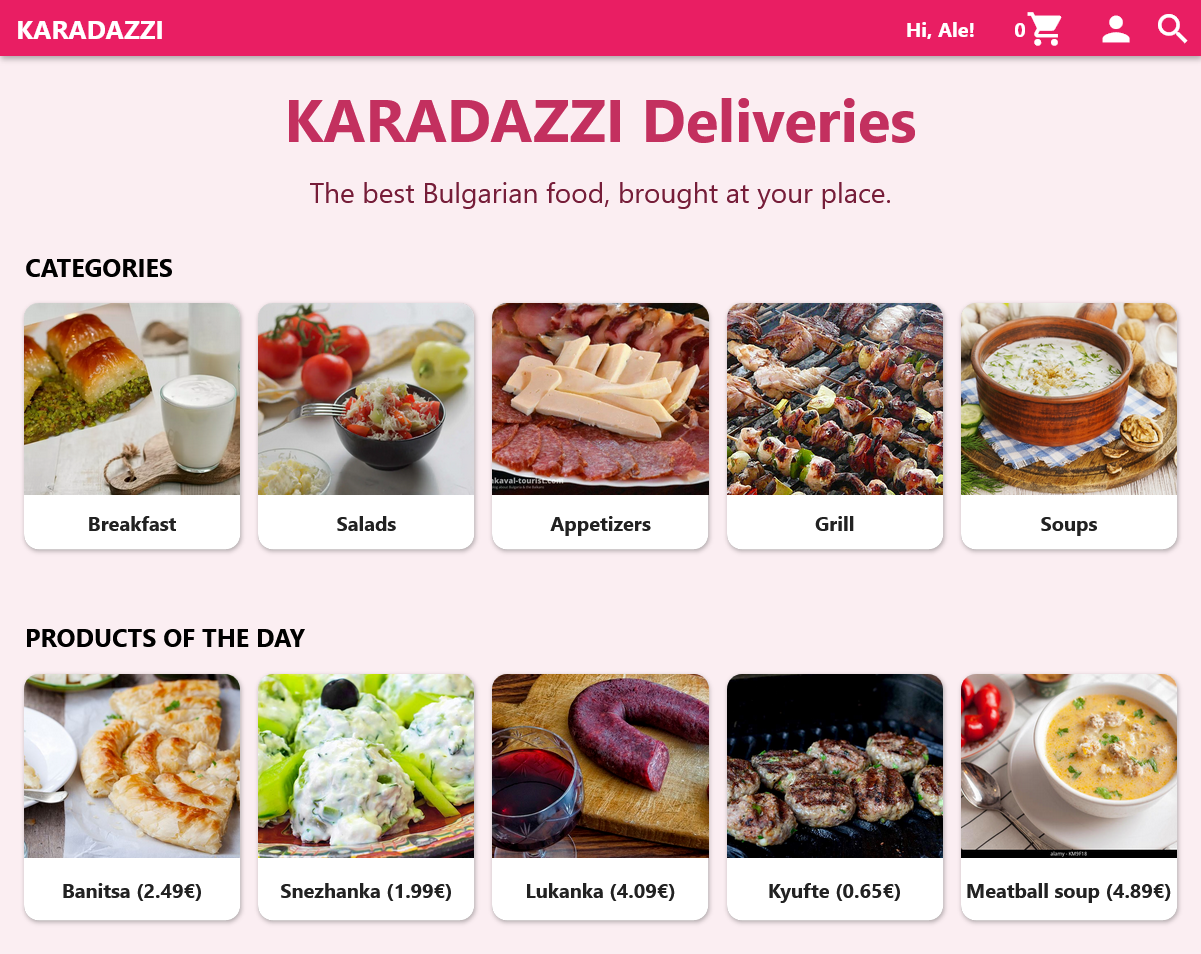 KARADAZZI
Hi, Ale!
0
KARADAZZI Deliveries
The best Bulgarian food, brought at your place.
CATEGORIES
akaval-tourist.com
Breakfast
Salads
Appetizers
Grill
Soups
PRODUCTS OF THE DAY
alamy - KM9F18
Banitsa (2.49€)
Snezhanka (1.99€)
Lukanka (4.09€)
Kyufte (0.65€)
Meatball soup (4.89€)